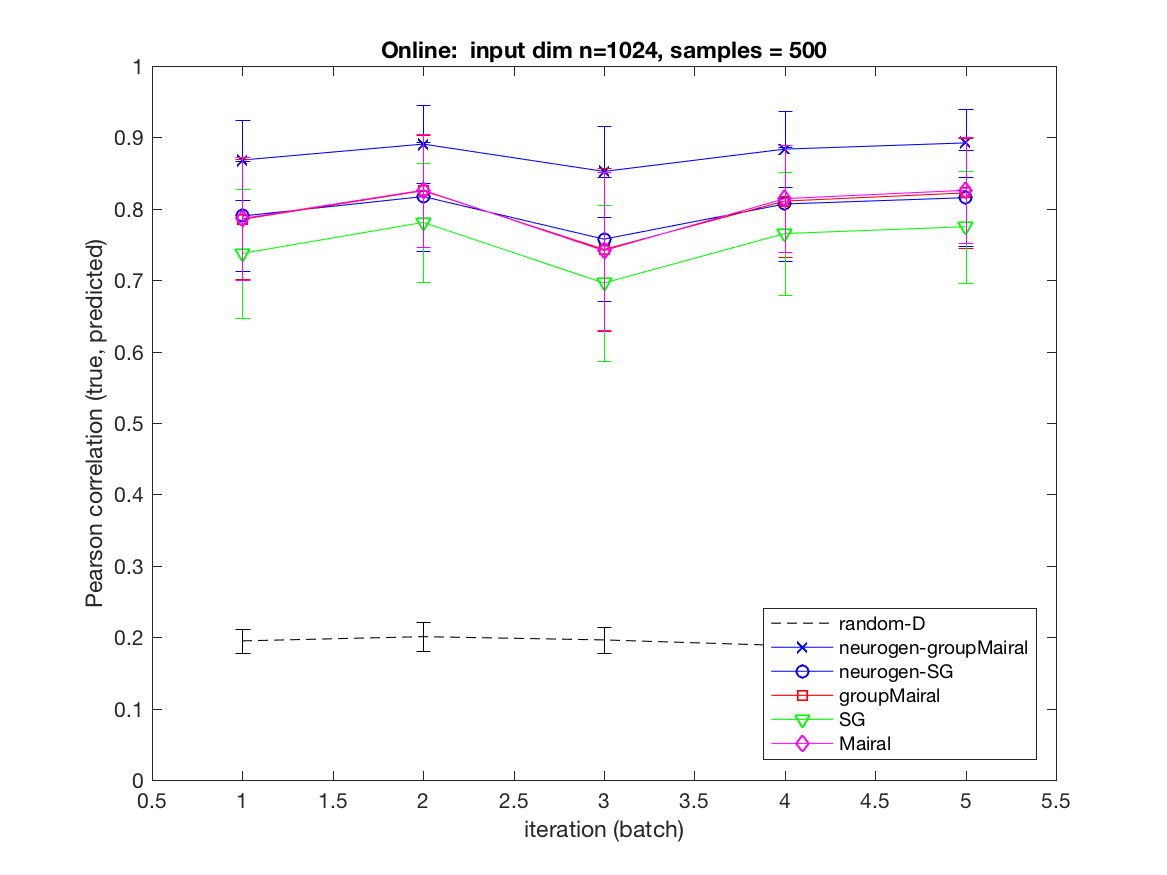 Online: input dim n=1024, samples = 500
Pearson correlation (true, predicted)
1
0.9
0.8
0.7
0.6
0.5
0.4
0.3
0.2
0.1
0
random-D
neurogen-groupMairal
neurogen-SG
groupMairal
SG
Mairal
0.5 1 1.5 2 2.5 3 3.5 4 4.5 5 5.5
iteration (batch)